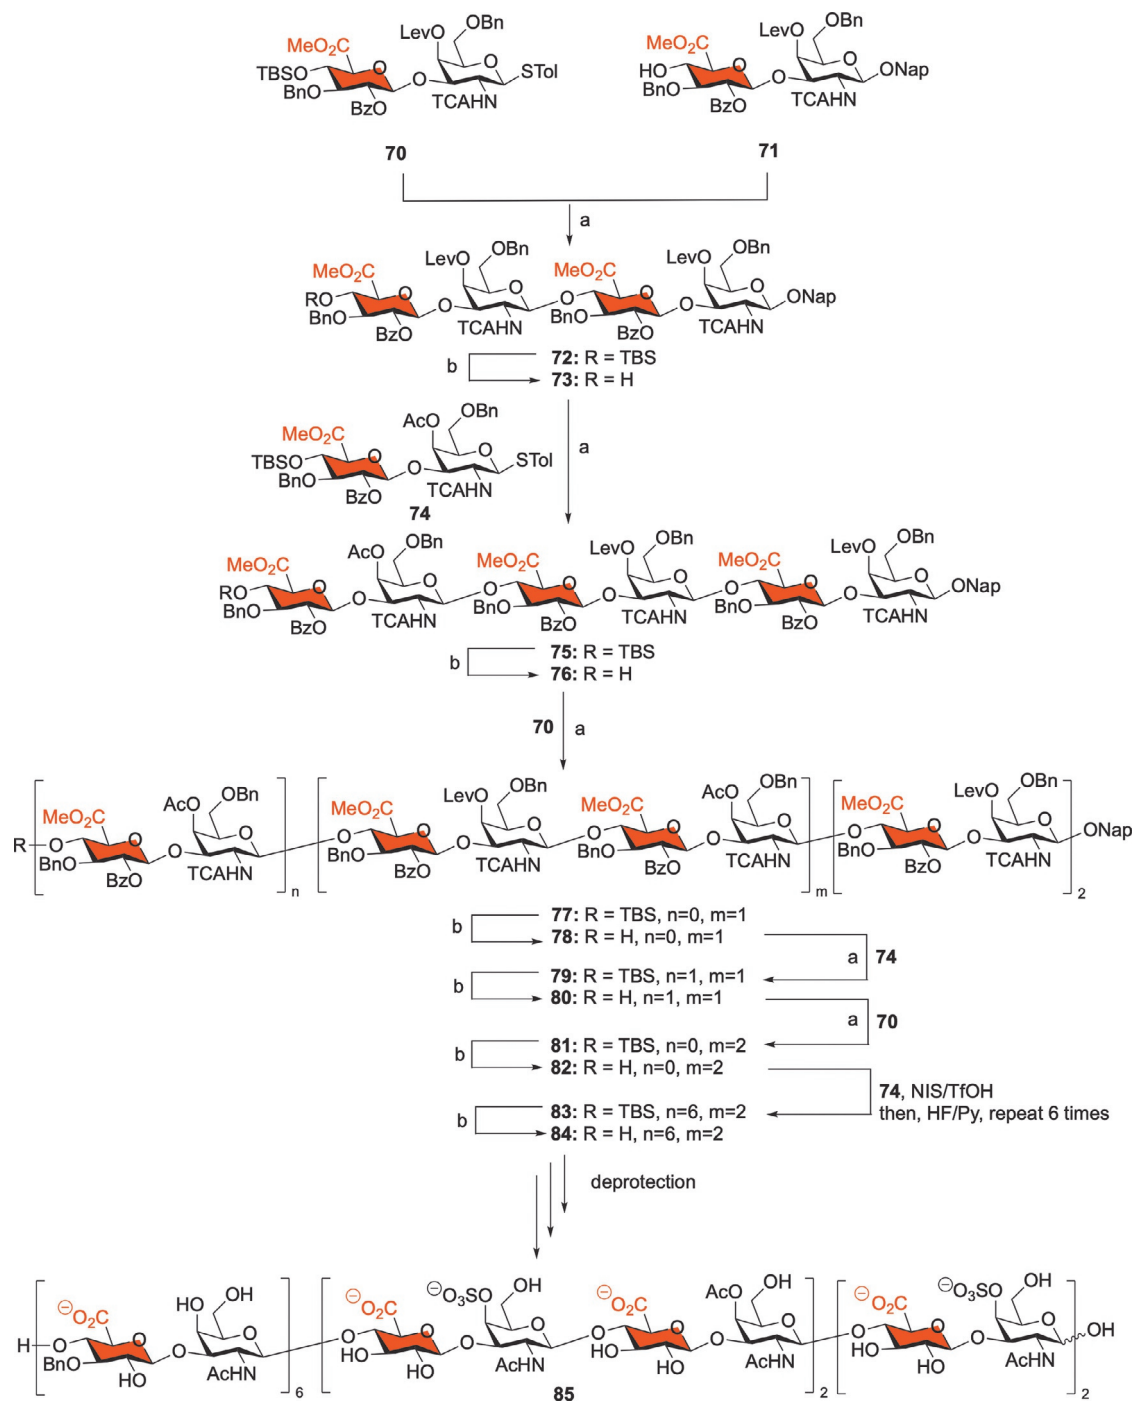 LevO OBn
MeO₂C O
TBSO O O STol
BnO BzO TCAHN
70
LevO OBn
MeO₂C O
HO O O ONap
BnO BzO TCAHN
71
a
LevO OBn LevO OBn
MeO₂C O MeO₂C O
RO O O O O O ONap
BnO BzO TCAHN BnO BzO TCAHN
b
72: R = TBS
73: R = H
AcO OBn
MeO₂C O
TBSO O O STol
BnO BzO TCAHN
74
a
AcO OBn LevO OBn LevO OBn
MeO₂C O MeO₂C O MeO₂C O
RO O O O O O O O O ONap
BnO BzO TCAHN BnO BzO TCAHN BnO BzO TCAHN
b
75: R = TBS
76: R = H
70 a
AcO OBn LevO OBn AcO OBn LevO OBn
MeO₂C O MeO₂C O MeO₂C O MeO₂C O
R O O O O O O O O O O O O ONap
BnO BzO TCAHN BnO BzO TCAHN BnO BzO TCAHN BnO BzO TCAHN
n m 2
b
77: R = TBS, n=0, m=1
78: R = H, n=0, m=1
a 74
b
79: R = TBS, n=1, m=1
80: R = H, n=1, m=1
a 70
b
81: R = TBS, n=0, m=2
82: R = H, n=0, m=2
74, NIS/TfOH
then, HF/Py, repeat 6 times
b
83: R = TBS, n=6, m=2
84: R = H, n=6, m=2
deprotection
HO OH ⊖O₃SO OH AcO OH ⊖O₃SO OH
⊖O₂C O ⊖O₂C O ⊖O₂C O ⊖O₂C O
H O O O O O O O O O O O O OH
BnO HO AcHN HO HO AcHN HO HO AcHN HO HO AcHN
6 2 2
85